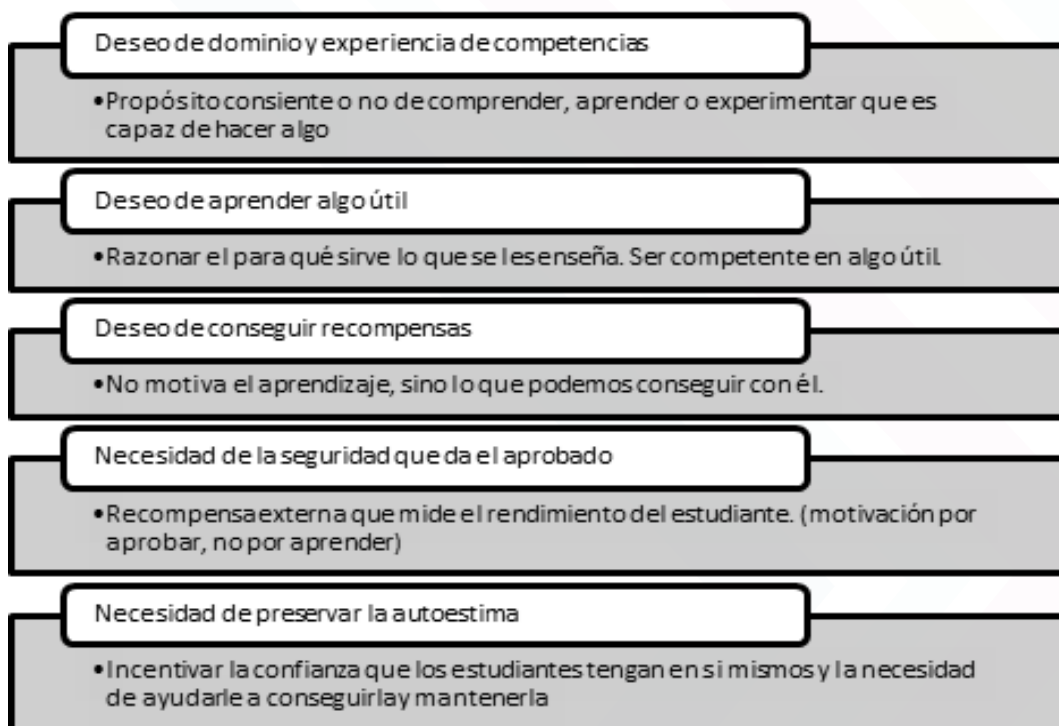 Deseo de dominio y experiencia de competencias
•Propósito consiente o no de comprender, aprender o experimentar que es
capaz de hacer algo
Deseo de aprender algo útil
•Razonar el para qué sirve lo que se les enseña. Ser competente en algo útil.
Deseo de conseguir recompensas
•No motiva el aprendizaje, sino lo que podemos conseguir con él.
Necesidad de la seguridad que da el aprobado
•Recompensa externa que mide el rendimiento del estudiante. (motivación por
aprobar, no por aprender)
Necesidad de preservar la autoestima
•Incentivar la confianza que los estudiantes tengan en si mismos y la necesidad
de ayudarle a conseguirla y mantenerla